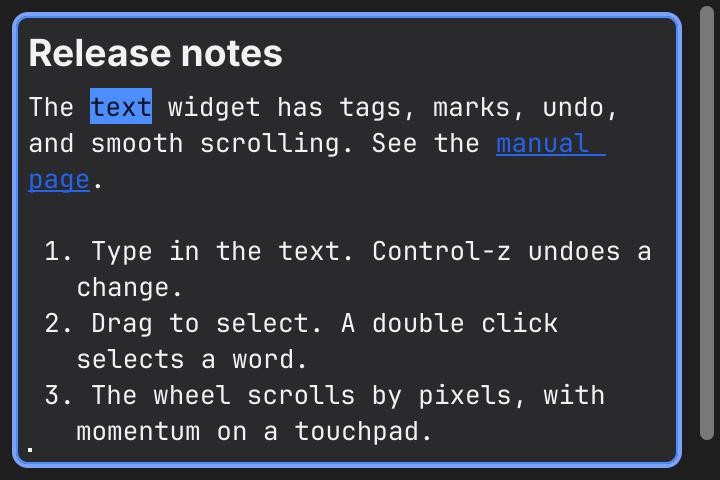 Release notes
The text widget has tags, marks, undo,
and smooth scrolling. See the manual
page.
1. Type in the text. Control-z undoes a
change.
2. Drag to select. A double click
selects a word.
3. The wheel scrolls by pixels, with
momentum on a touchpad.